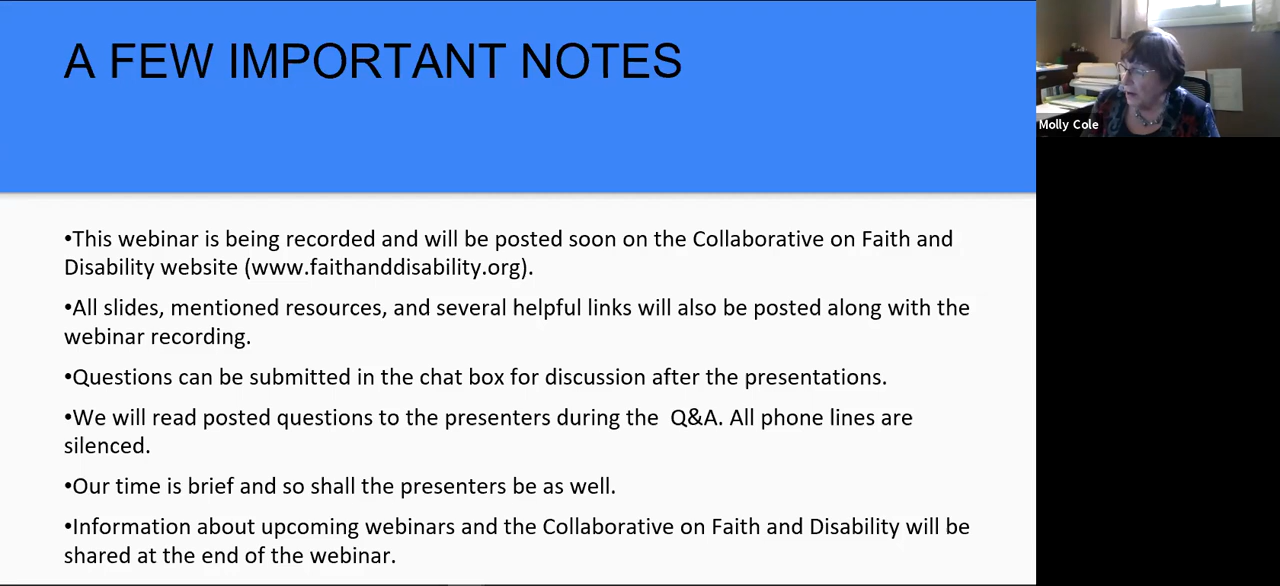 A FEW IMPORTANT NOTES
Molly Cole
•This webinar is being recorded and will be posted soon on the Collaborative on Faith and
Disability website (www.faithanddisability.org).
•All slides, mentioned resources, and several helpful links will also be posted along with the
webinar recording.
•Questions can be submitted in the chat box for discussion after the presentations.
•We will read posted questions to the presenters during the  Q&A. All phone lines are
silenced.
•Our time is brief and so shall the presenters be as well.
•Information about upcoming webinars and the Collaborative on Faith and Disability will be
shared at the end of the webinar.